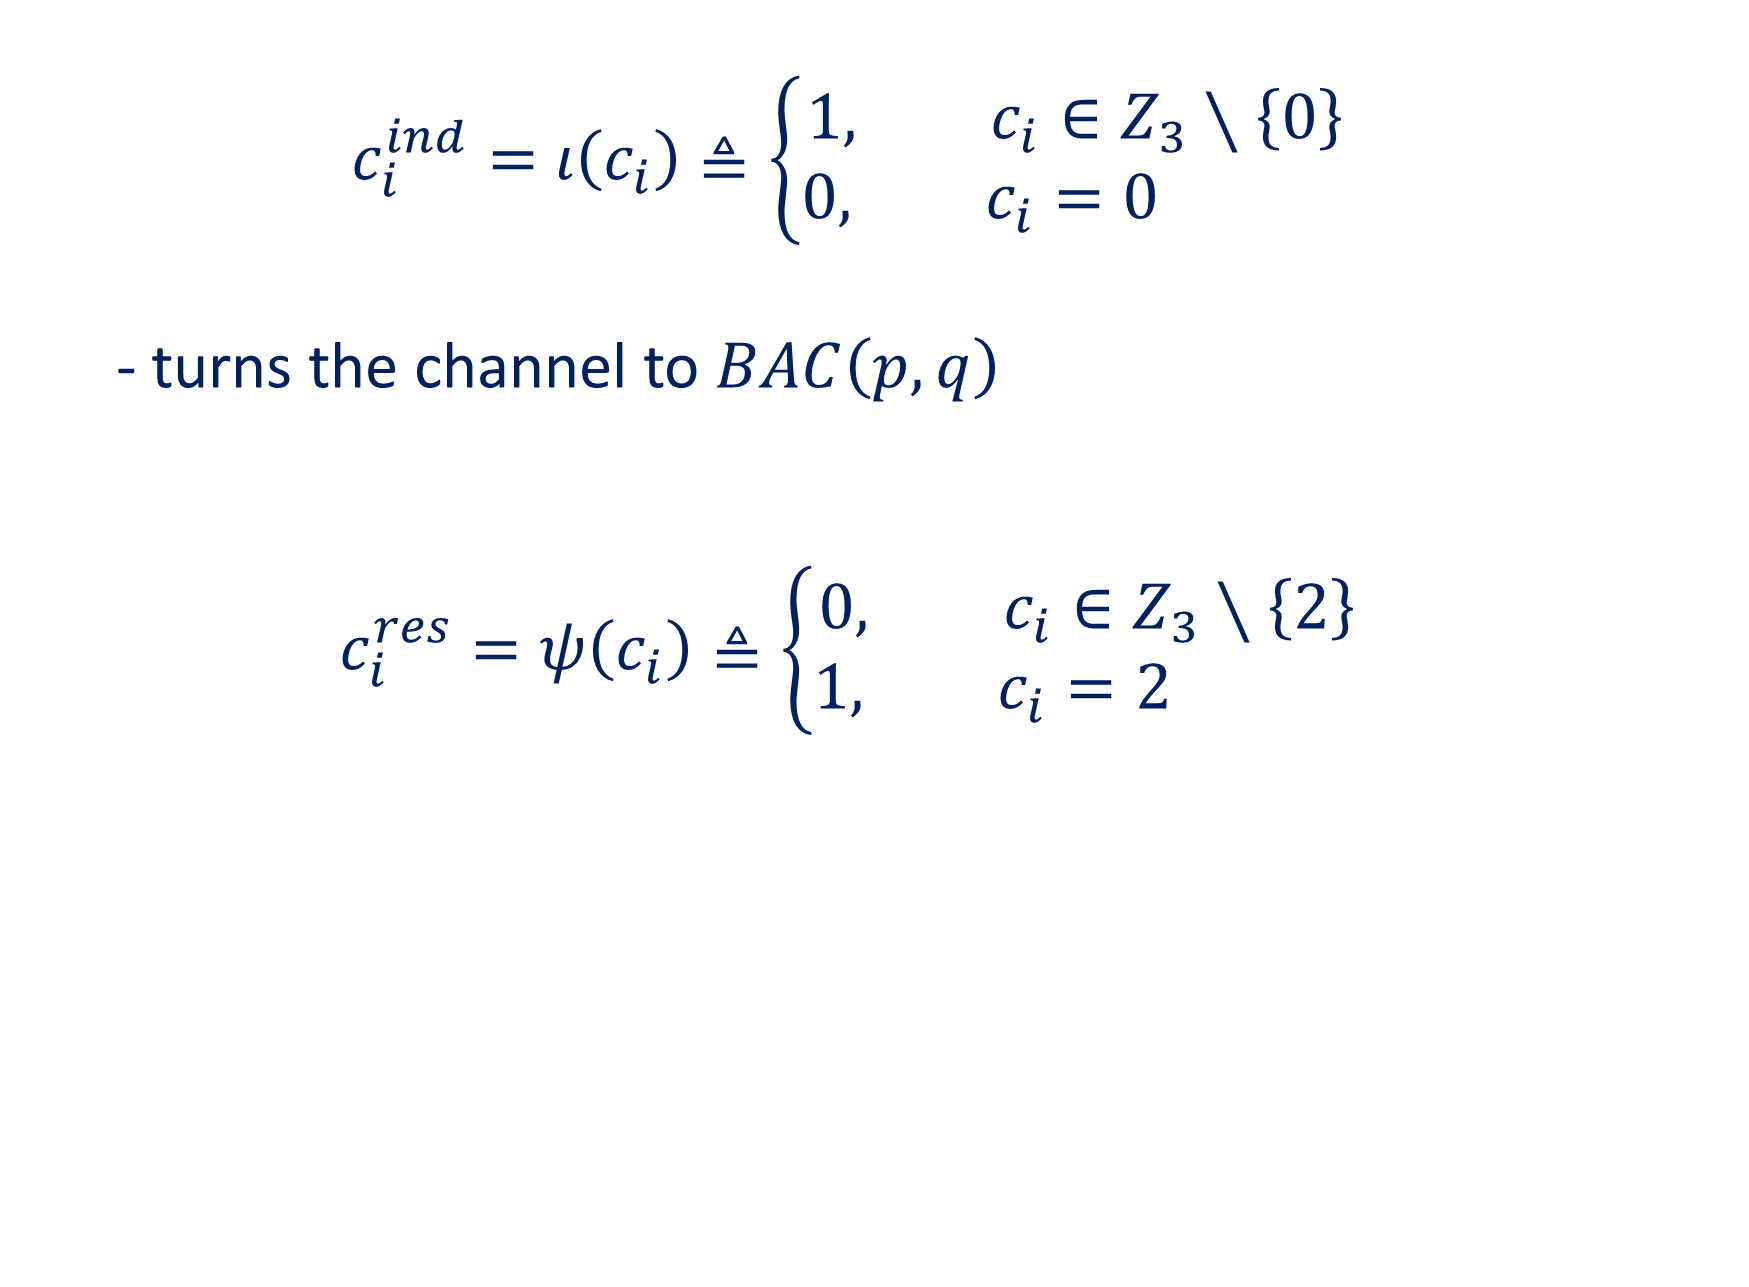 c_i^{ind} = ι(c_i) ≜ { 1, c_i ∈ Z_3 \ {0}
0, c_i = 0
- turns the channel to BAC(p, q)
c_i^{res} = ψ(c_i) ≜ { 0, c_i ∈ Z_3 \ {2}
1, c_i = 2